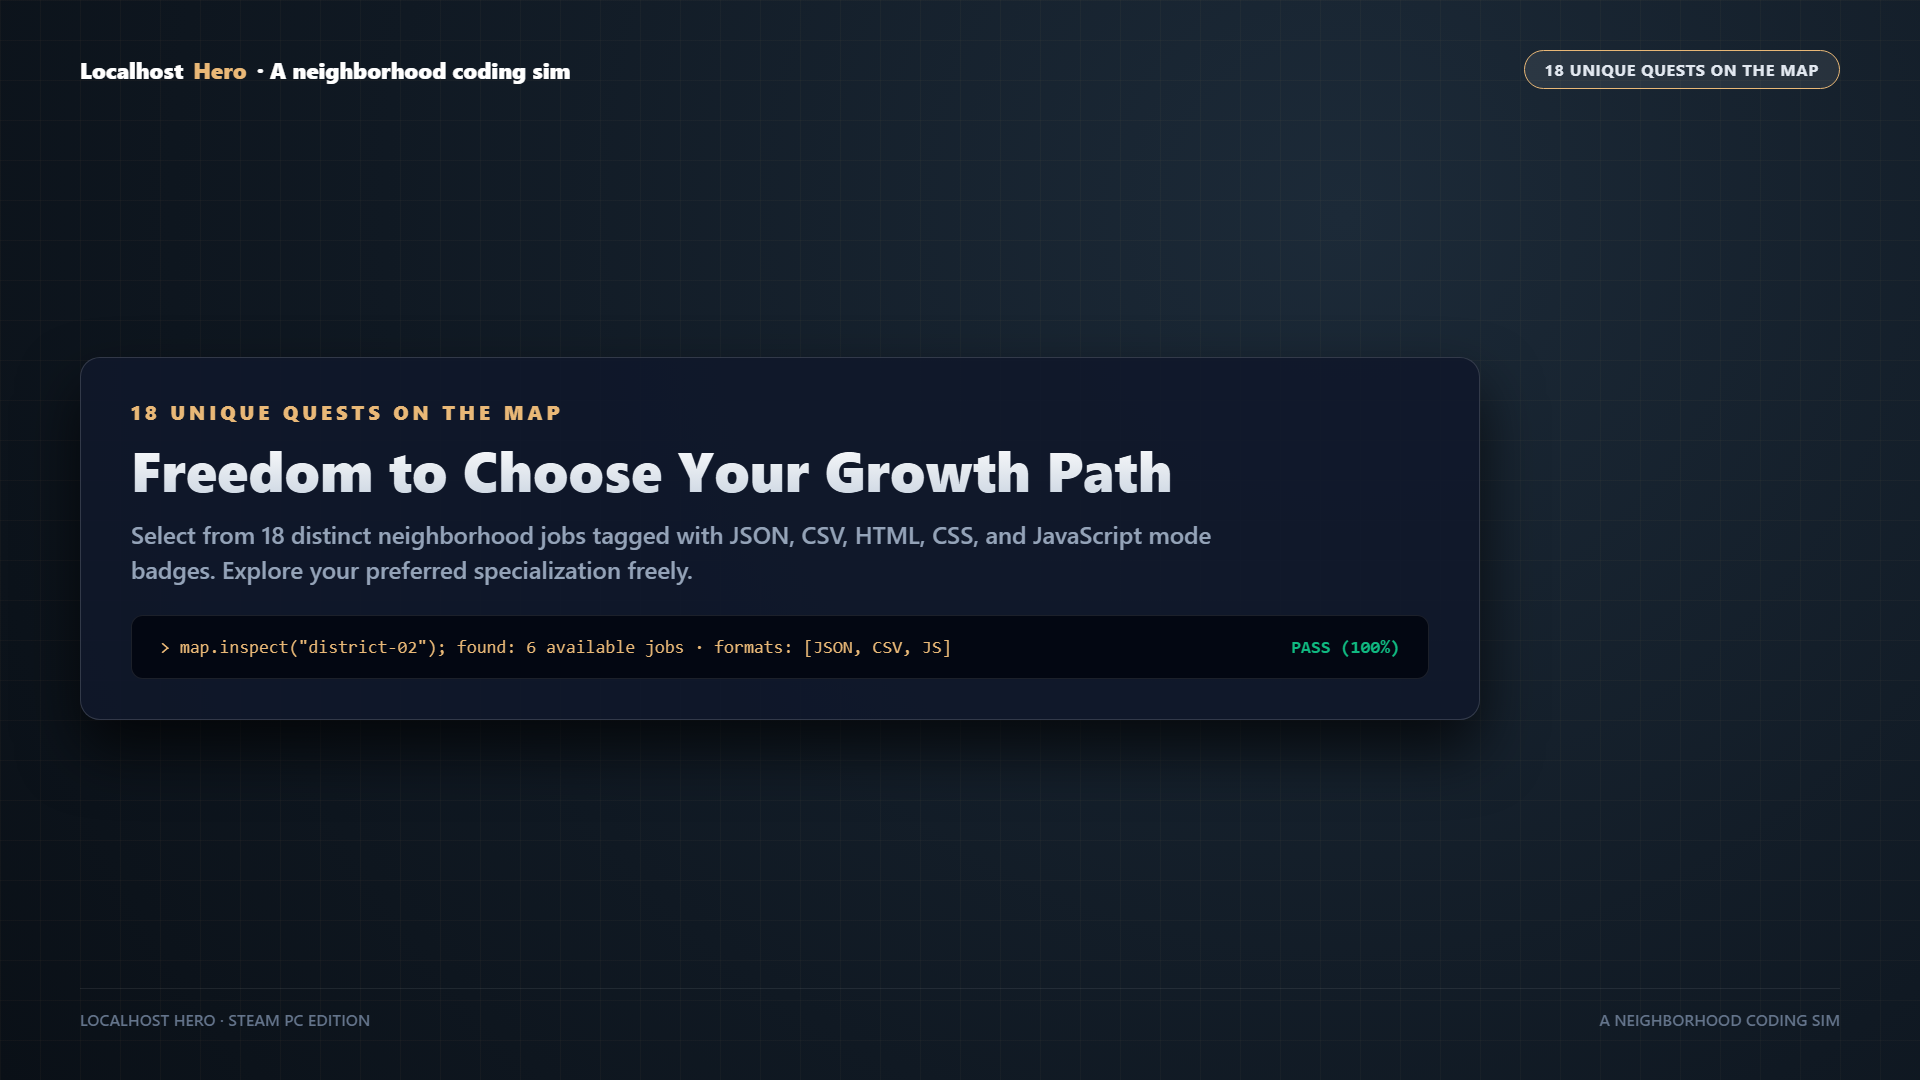 Localhost Hero · A neighborhood coding sim
18 UNIQUE QUESTS ON THE MAP
18 UNIQUE QUESTS ON THE MAP
Freedom to Choose Your Growth Path
Select from 18 distinct neighborhood jobs tagged with JSON, CSV, HTML, CSS, and JavaScript mode
badges. Explore your preferred specialization freely.
> map.inspect("district-02"); found: 6 available jobs · formats: [JSON, CSV, JS]
PASS (100%)
LOCALHOST HERO · STEAM PC EDITION
A NEIGHBORHOOD CODING SIM